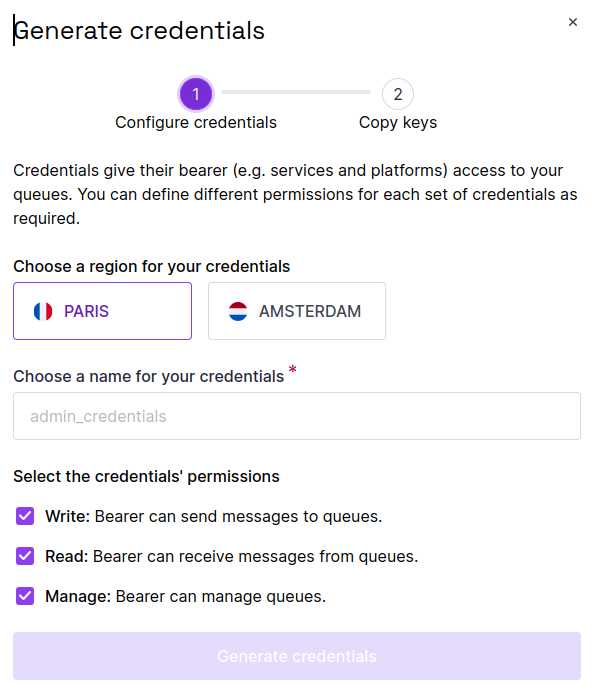 Generate credentials
×
1
2
Configure credentials
Copy keys
Credentials give their bearer (e.g. services and platforms) access to your
queues. You can define different permissions for each set of credentials as
required.
Choose a region for your credentials
PARIS
AMSTERDAM
Choose a name for your credentials *
admin_credentials
Select the credentials' permissions
Write: Bearer can send messages to queues.
Read: Bearer can receive messages from queues.
Manage: Bearer can manage queues.
Generate credentials